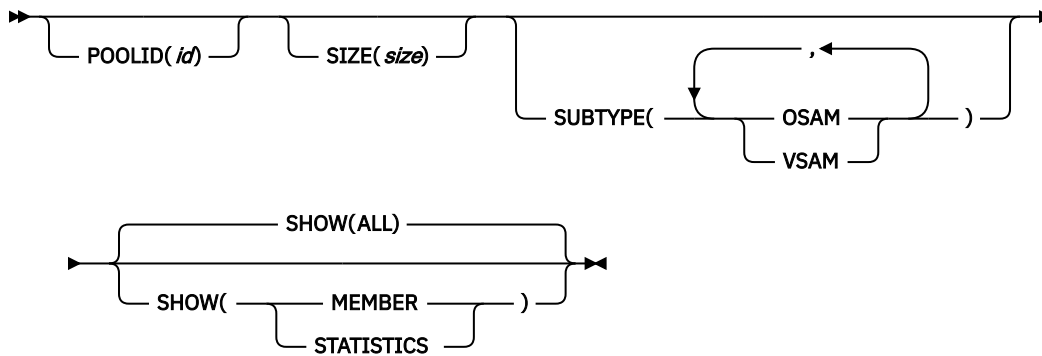 POOLID( id)
SIZE( size)
SUBTYPE(
,
OSAM
VSAM
)
SHOW(ALL)
SHOW(
MEMBER
STATISTICS
)